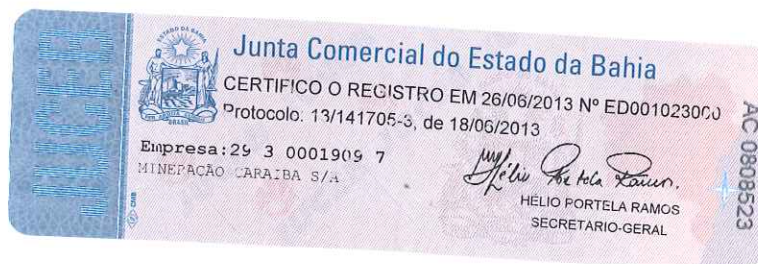 JUCEB
Junta Comercial do Estado da Bahia
CERTIFICO O REGISTRO EM 26/06/2013 Nº ED001023000
Protocolo: 13/141705-3, de 18/06/2013
Empresa:29 3 0001909 7
MINERAÇÃO CARAIBA S/A
HÉLIO PORTELA RAMOS
SECRETARIO-GERAL
AC 0808523